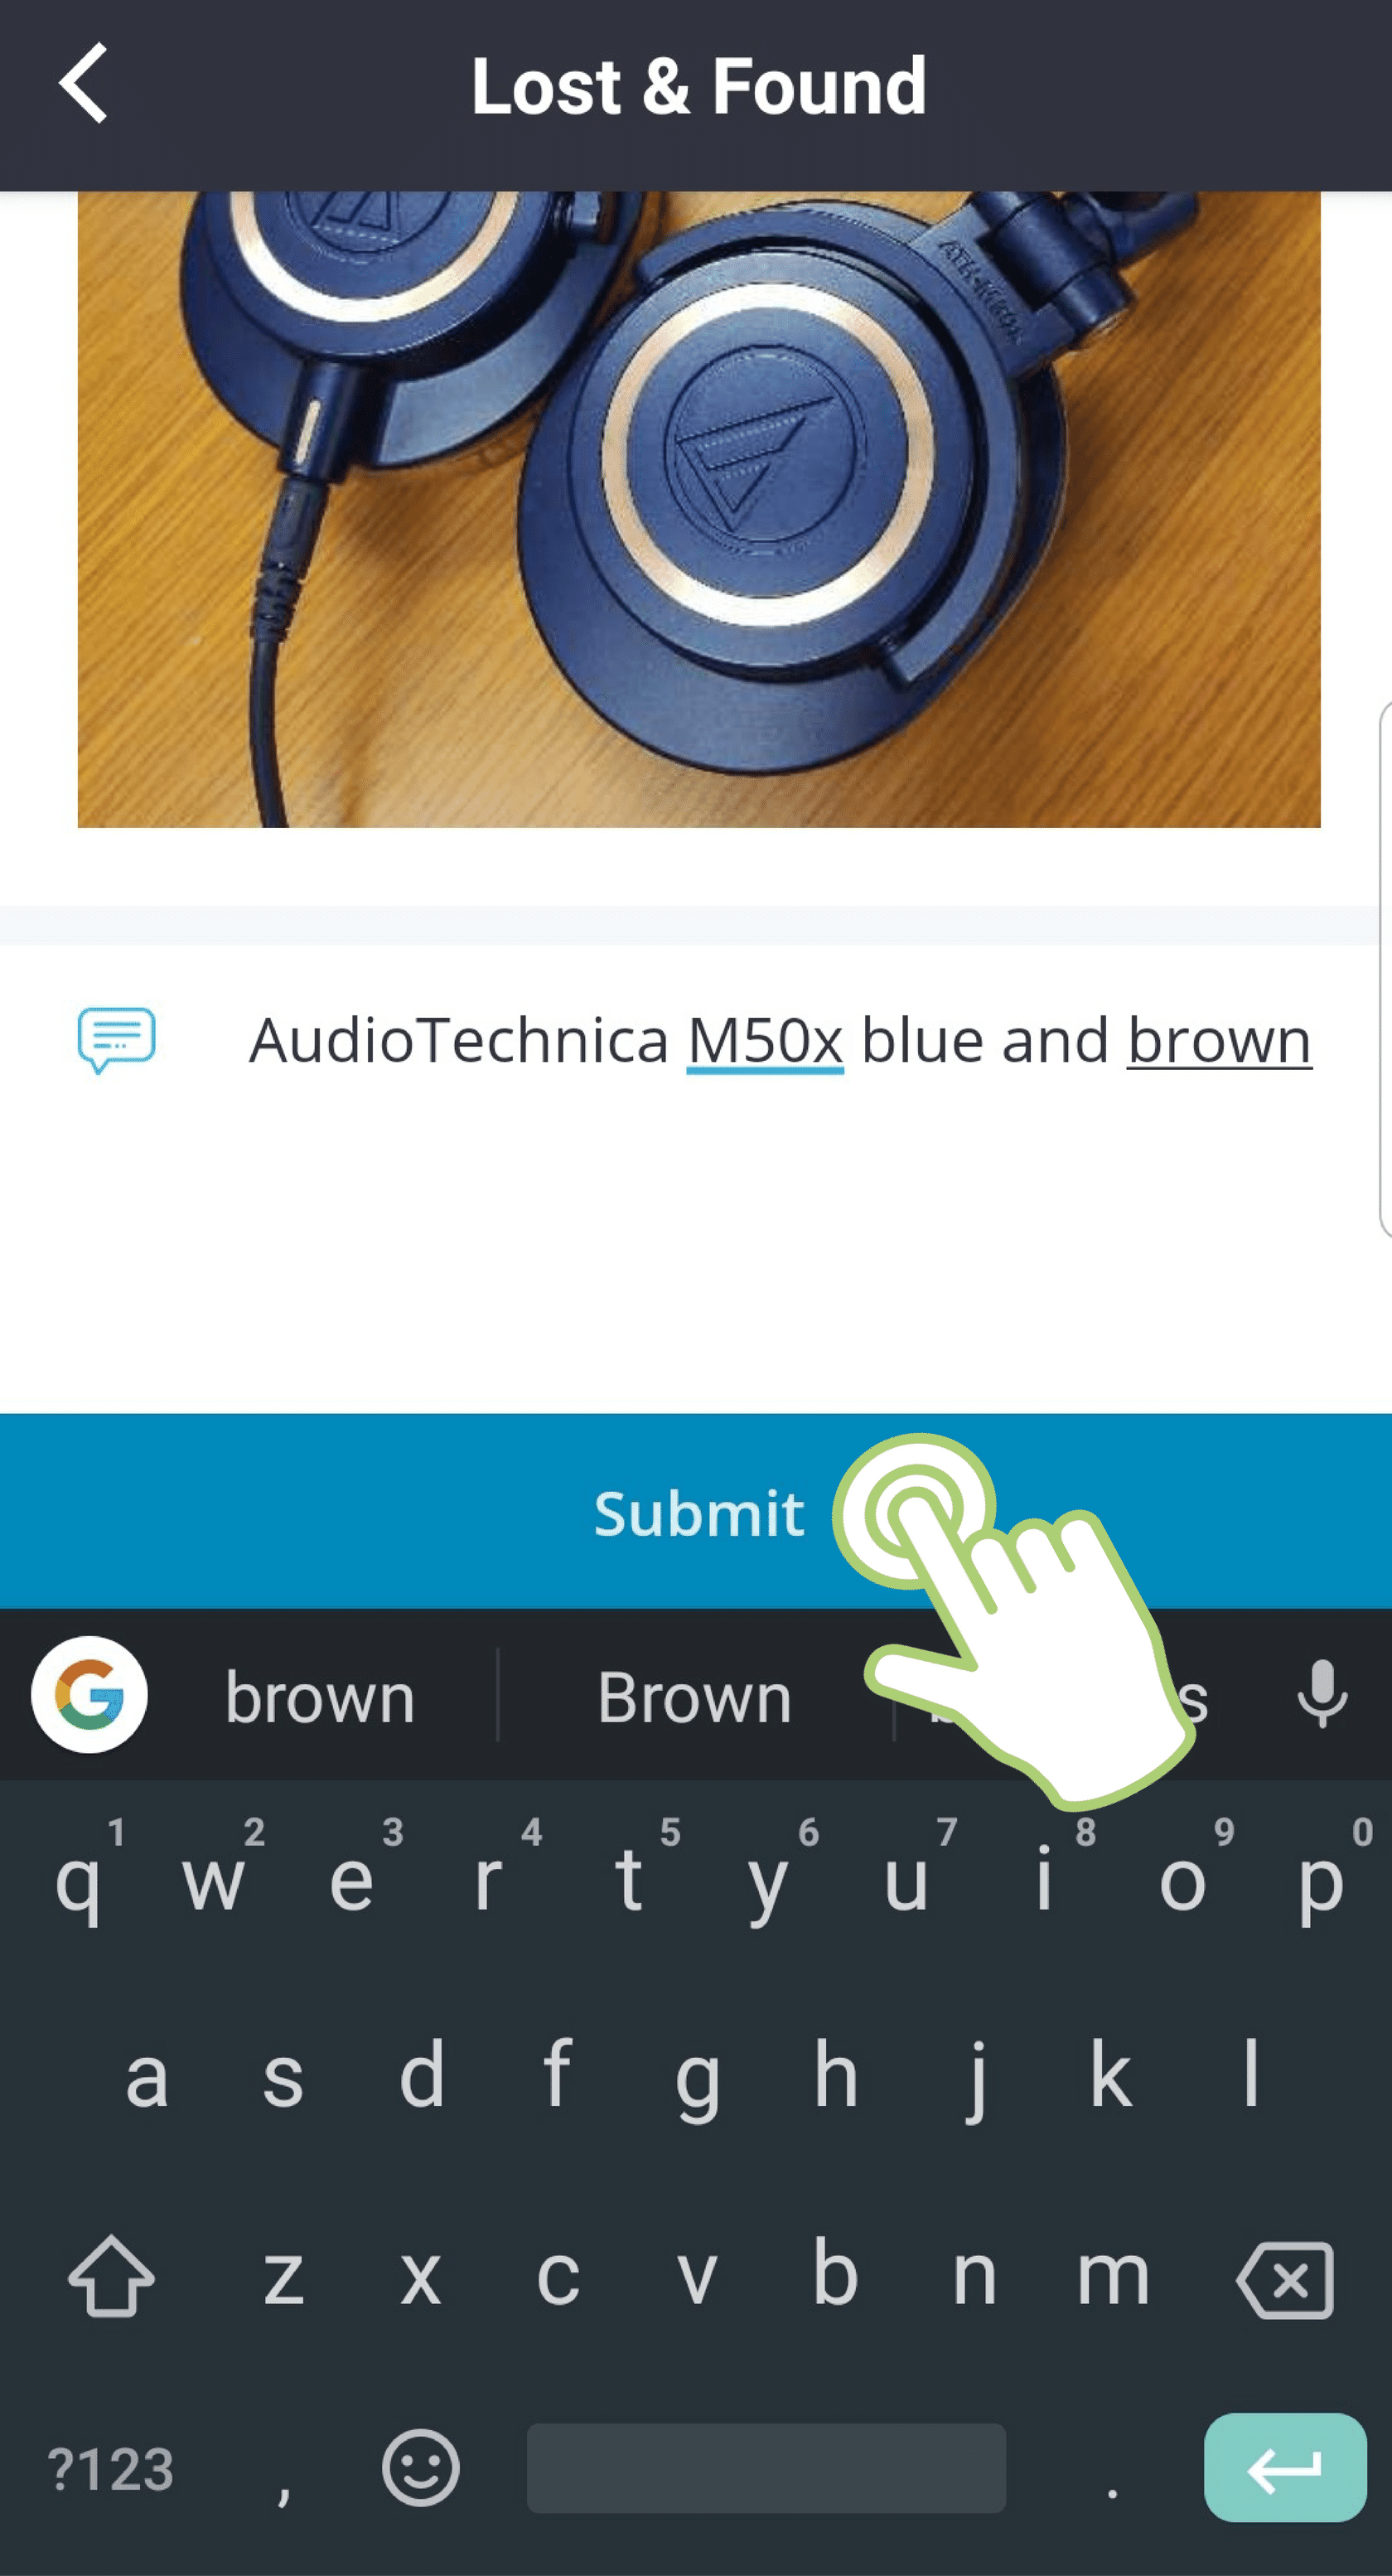 Lost & Found
AudioTechnica M50x blue and brown
Submit
brown Brown
1 2 3 4 5 6 7 8 9 0
q w e r t y u i o p
a s d f g h j k l
z x c v b n m
?123 , .